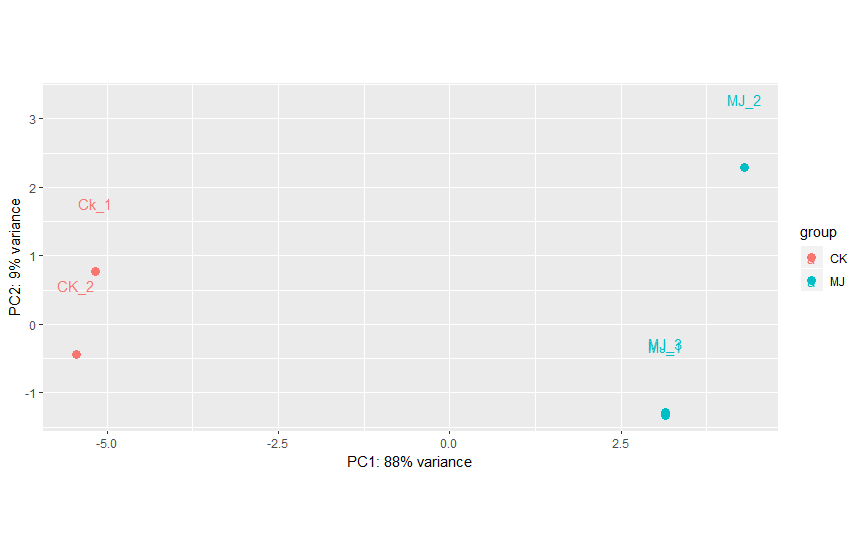 MJ_2
3
Ck_1
2
group
CK
MJ
1
CK_2
0
MJ_3
MJ_1
-1
-5.0
-2.5
0.0
2.5
PC1: 88% variance
PC2: 9% variance